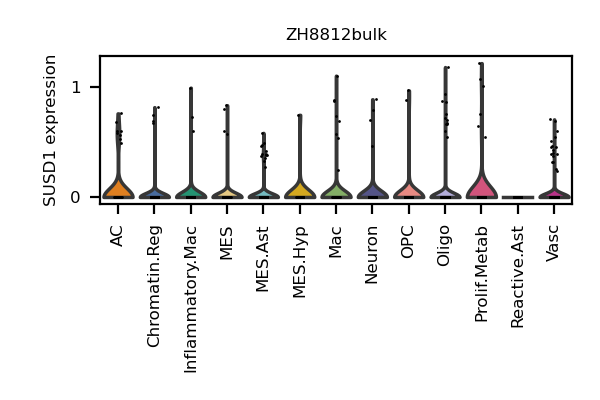 ZH8812bulk
SUSD1 expression
1
0
AC
Chromatin.Reg
Inflammatory.Mac
MES
MES.Ast
MES.Hyp
Mac
Neuron
OPC
Oligo
Prolif.Metab
Reactive.Ast
Vasc